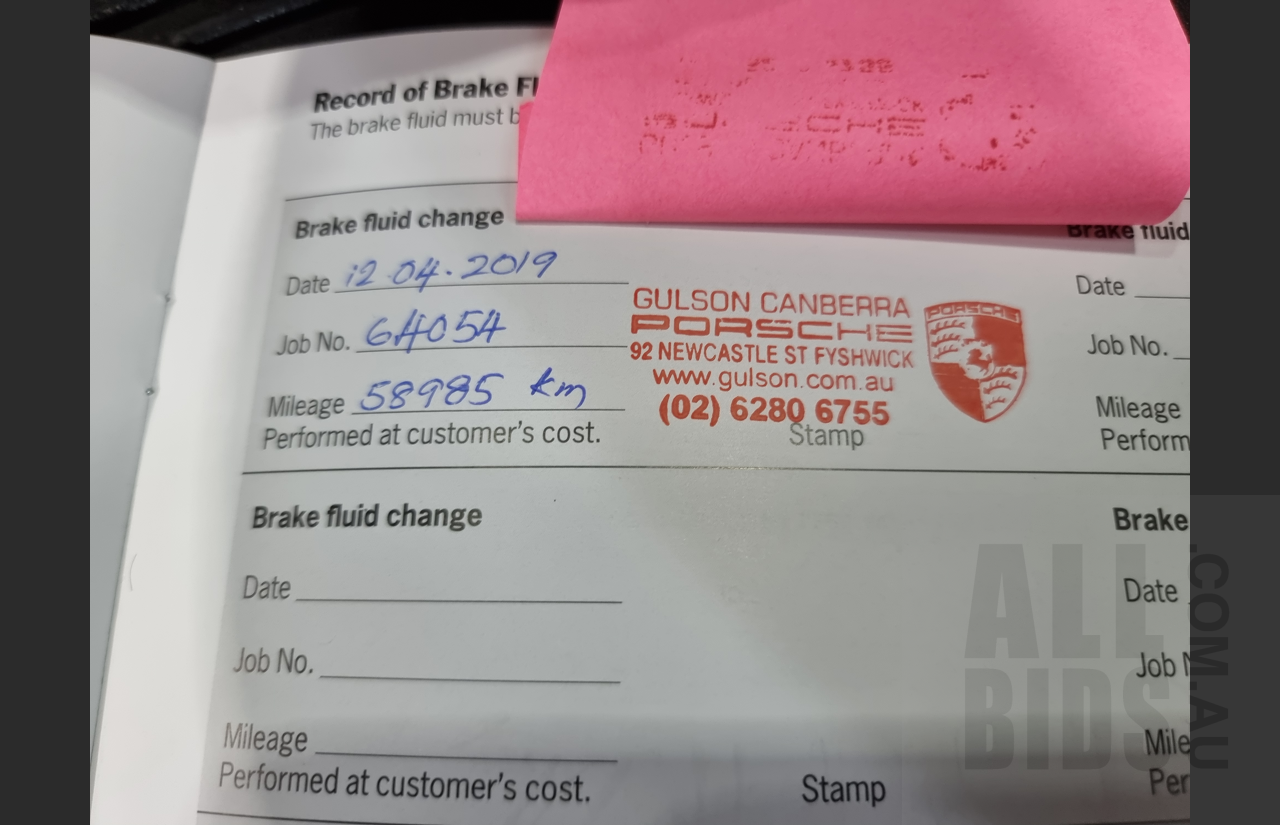 Record of Brake Fl
The brake fluid must b
Brake fluid change
Date 12.04.2019
Job No. 64054
Mileage 58985 km
Performed at customer's cost.
GULSON CANBERRA
PORSCHE
92 NEWCASTLE ST FYSHWICK
www.gulson.com.au
(02) 6280 6755
Stamp
PORSCHE
Brake fluid
Date
Job No.
Mileage
Perform
Brake fluid change
Date
Job No.
Mileage
Performed at customer's cost.
Stamp
Brake
Date
Job N
Mile
Per
ALL
BIDS
.COM.AU